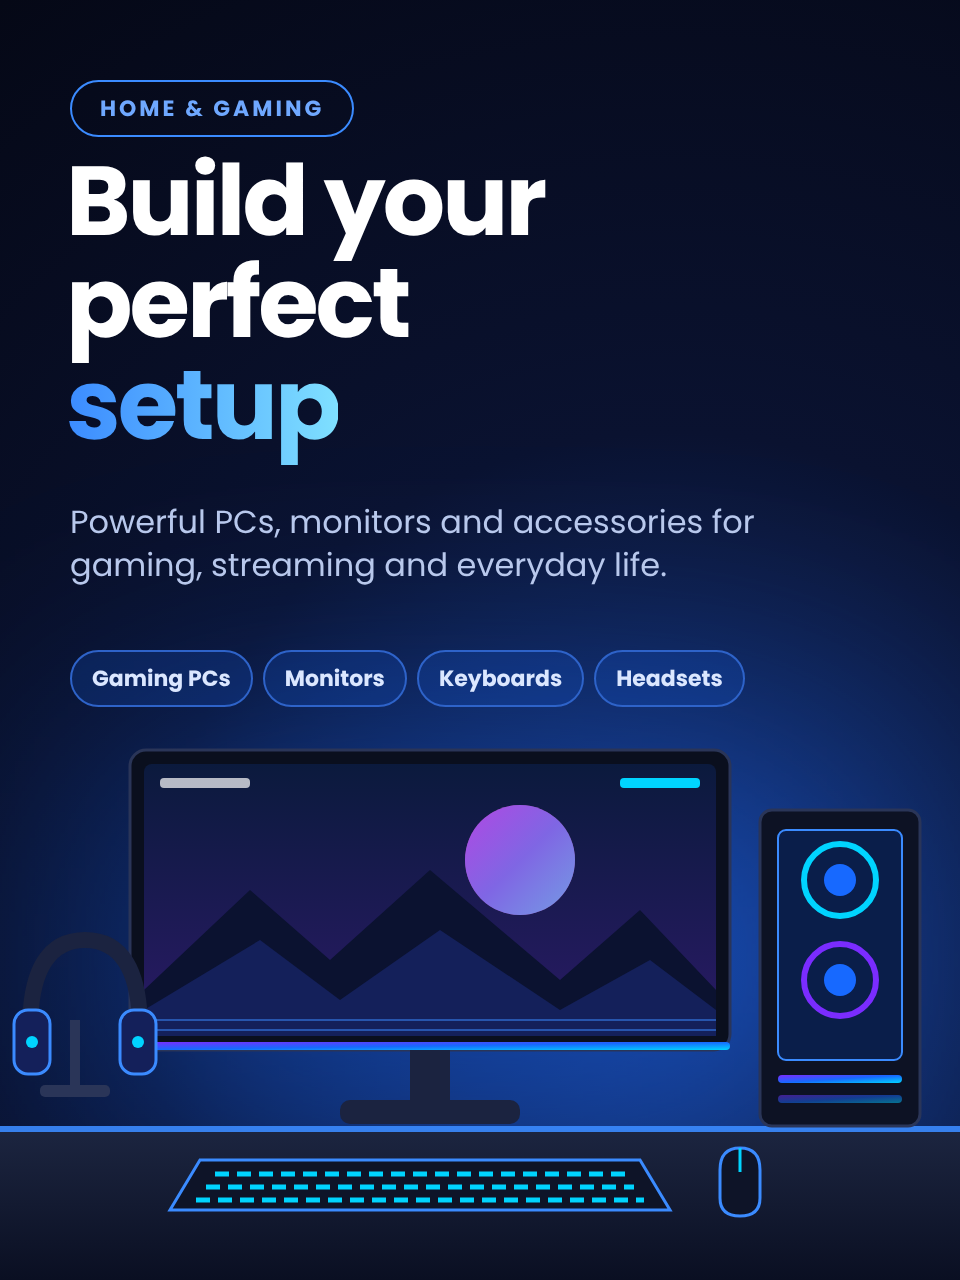 HOME & GAMING
Build your
perfect
setup
Powerful PCs, monitors and accessories for
gaming, streaming and everyday life.
Gaming PCs
Monitors
Keyboards
Headsets